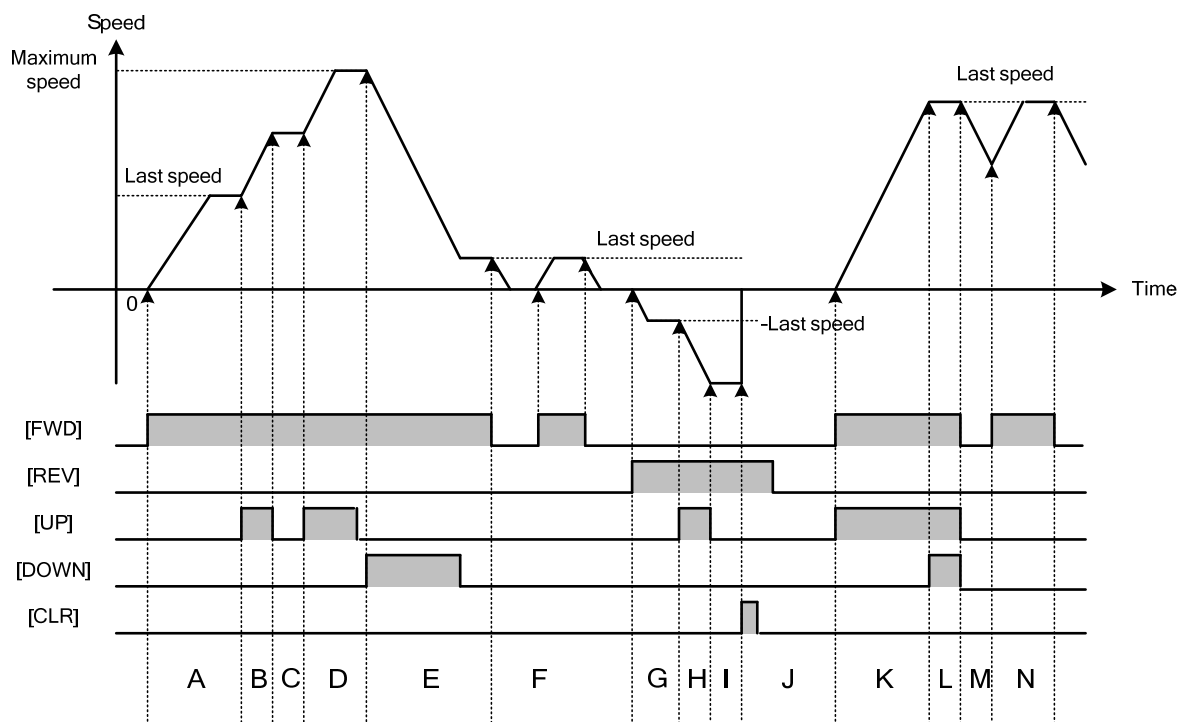 Speed
Maximum
speed
Last speed
Last speed
Last speed
0
Time
-Last speed
[FWD]
[REV]
[UP]
[DOWN]
[CLR]
A B C D E F G H I J K L M N